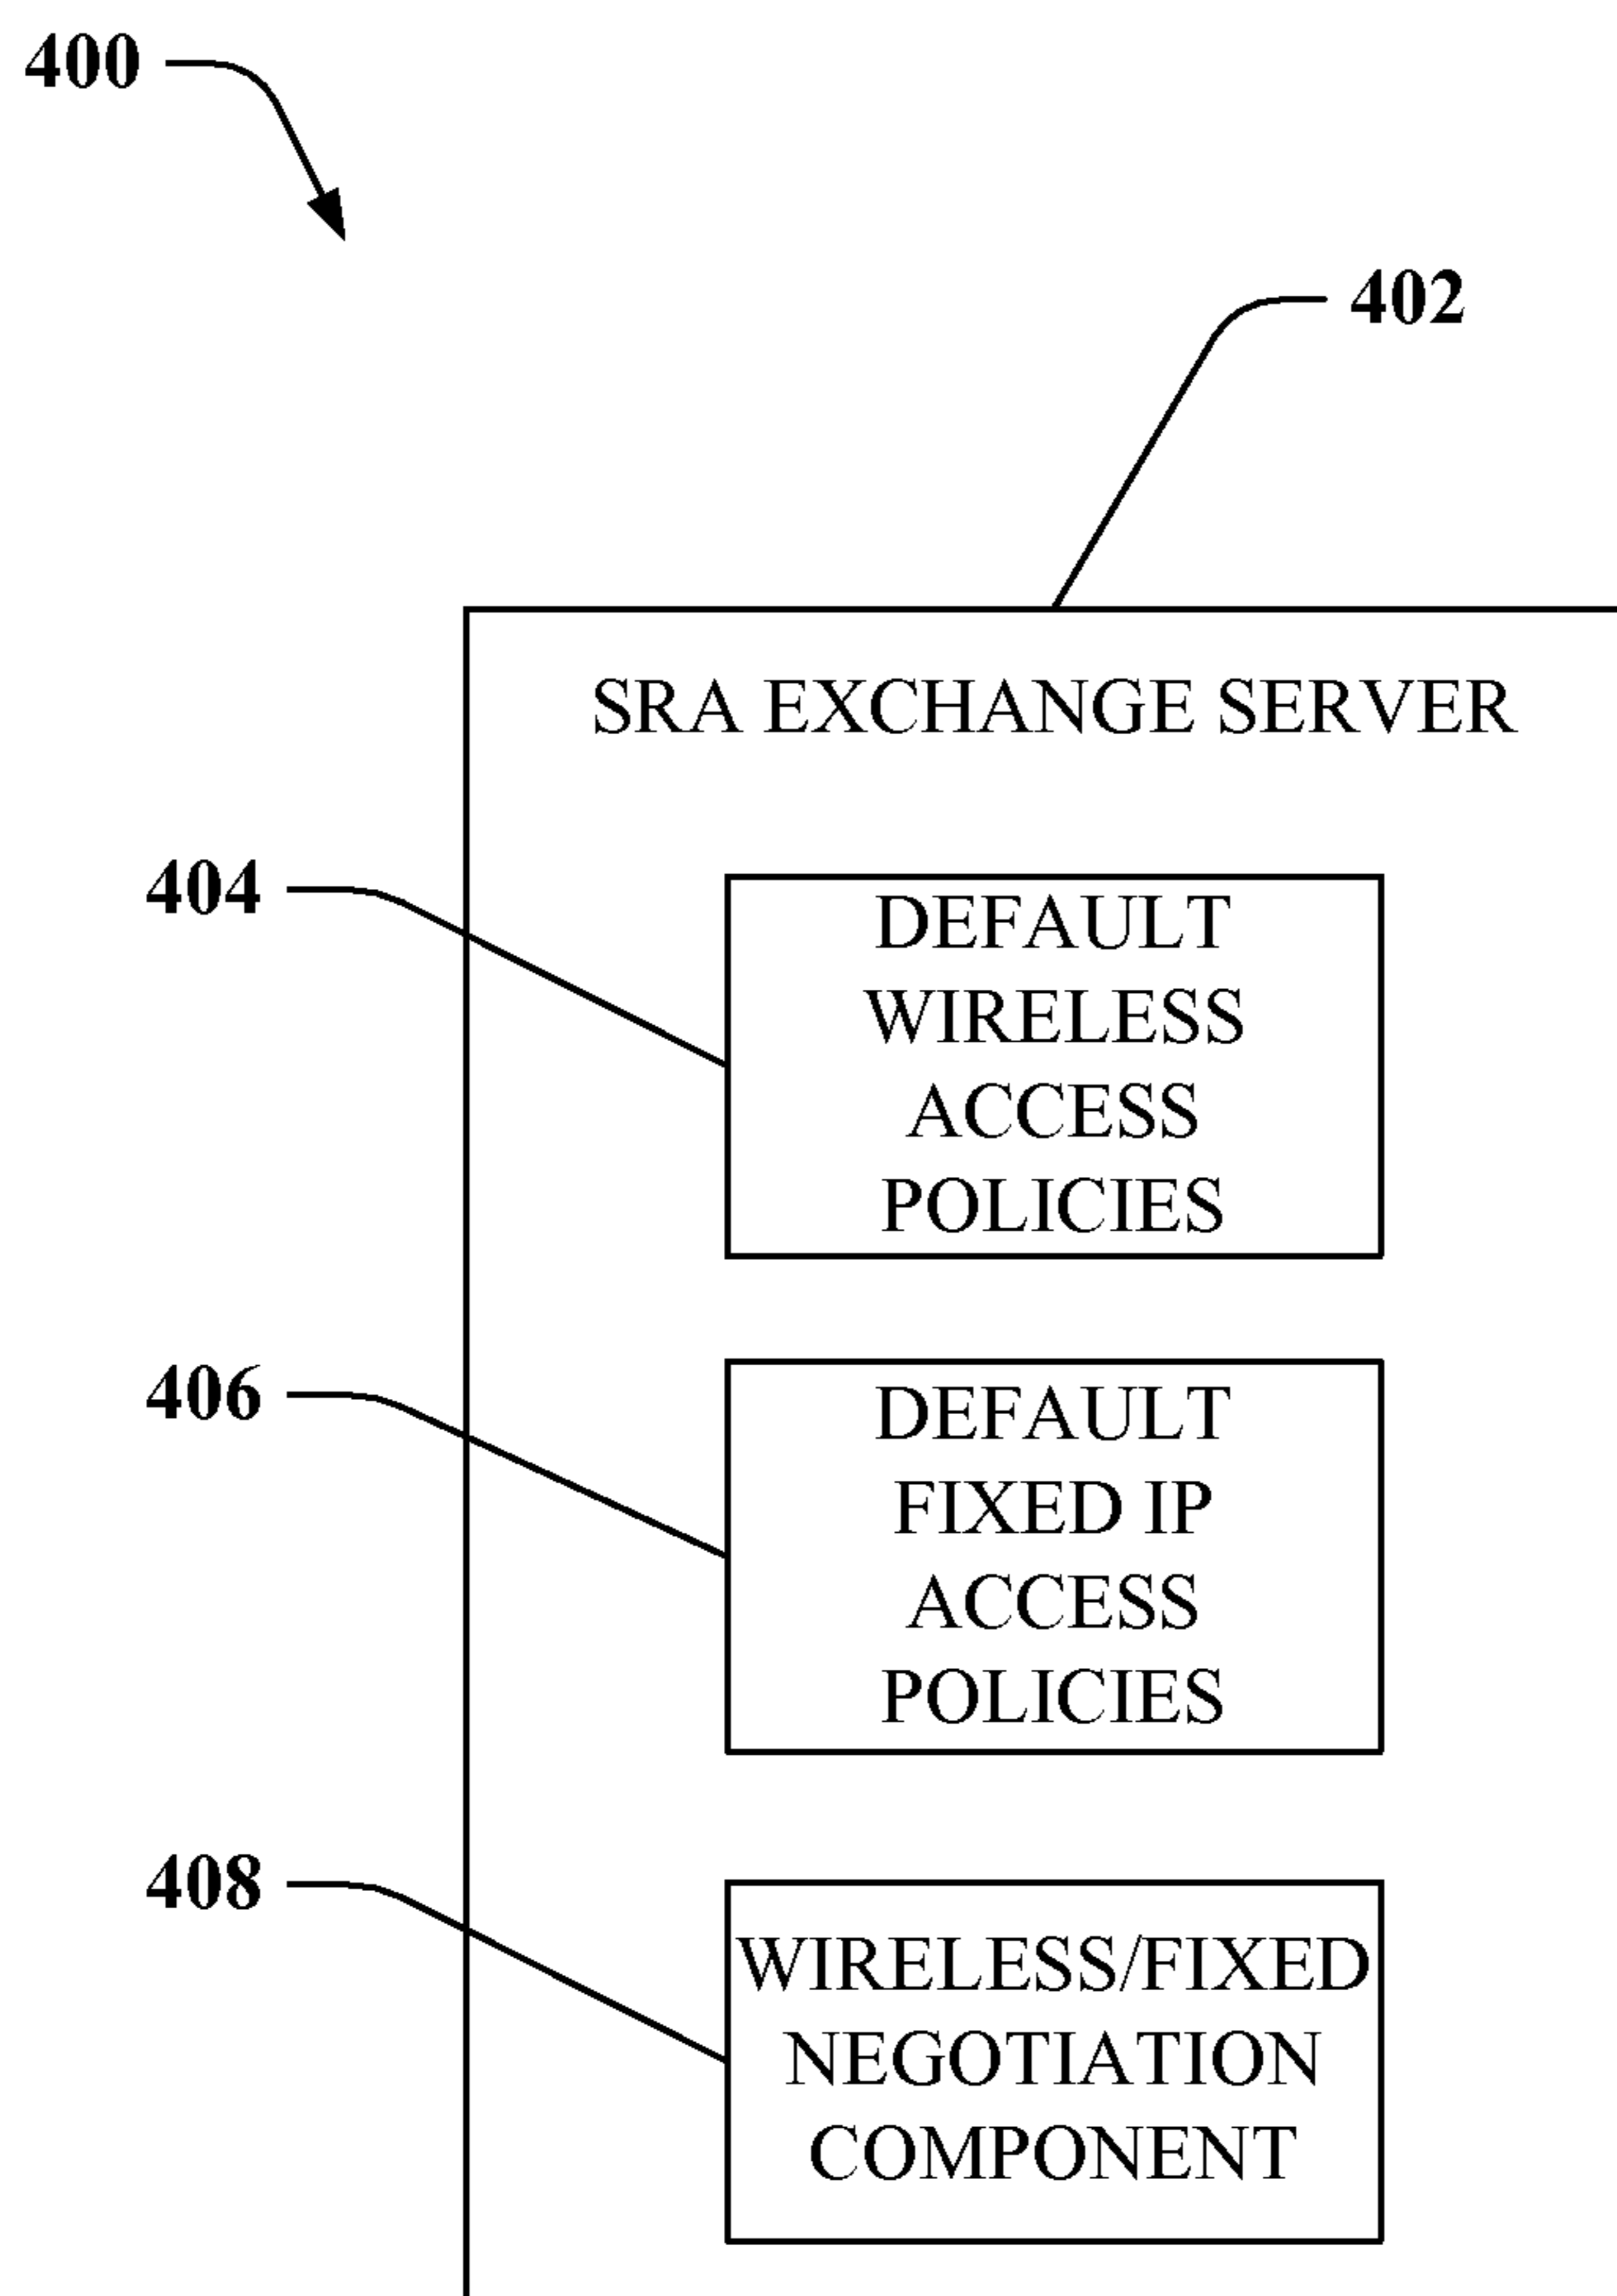 400
402
SRA EXCHANGE SERVER
404
DEFAULT
WIRELESS
ACCESS
POLICIES
406
DEFAULT
FIXED IP
ACCESS
POLICIES
408
WIRELESS/FIXED
NEGOTIATION
COMPONENT